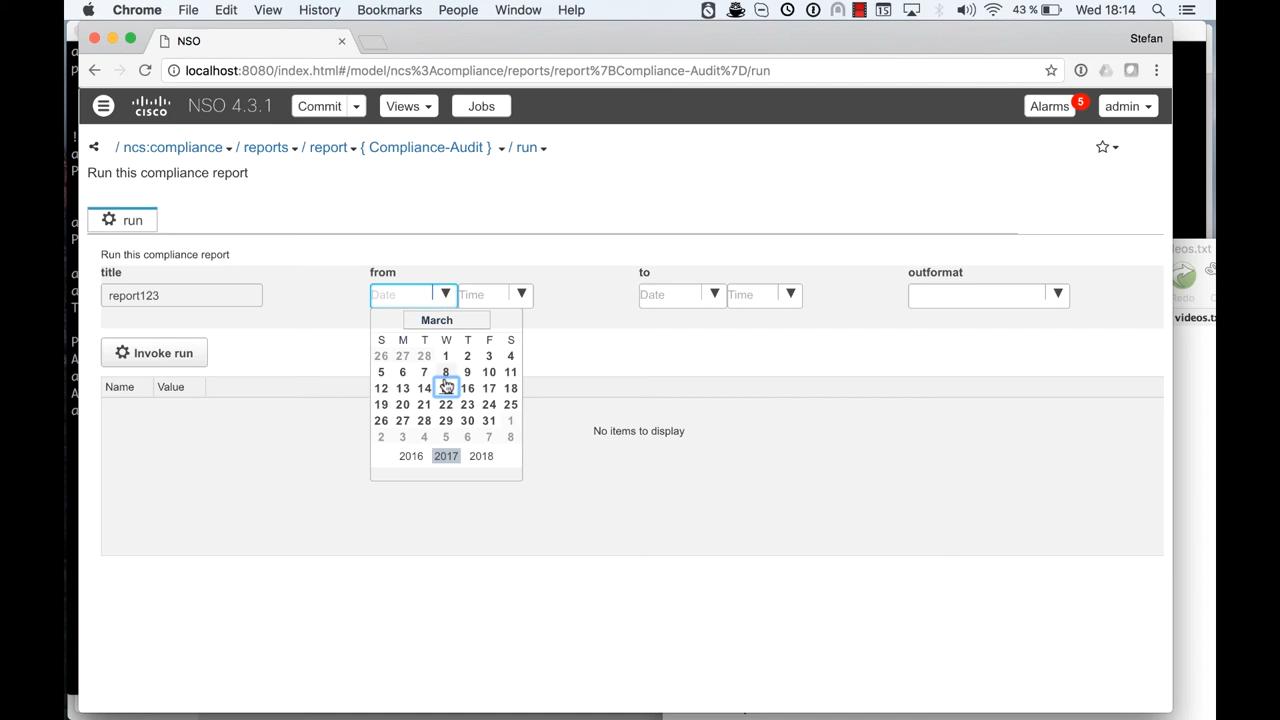 Chrome File Edit View History Bookmarks People Window Help 15 43 % Wed 18:14
NSO Stefan
localhost:8080/index.html#/model/ncs%3Acompliance/reports/report%7BCompliance-Audit%7D/run
CISCO NSO 4.3.1 Commit Views Jobs Alarms 5 admin
/ ncs:compliance / reports / report { Compliance-Audit } / run
Run this compliance report
run
Run this compliance report
title from to outformat
report123 Date Time Date Time
March
S M T W T F S
26 27 28 1 2 3 4
5 6 7 8 9 10 11
12 13 14 16 17 18
19 20 21 22 23 24 25
26 27 28 29 30 31 1
2 3 4 5 6 7 8
2016 2017 2018
Invoke run
Name Value
No items to display
eos.txt
videos.tx